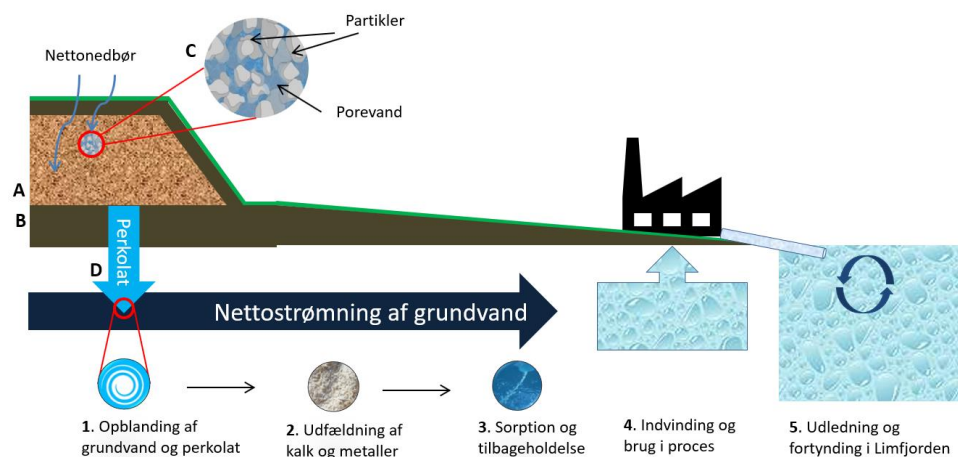 Partikler
C
Nettonedbør
Porevand
A
B
Perkolat
D
Nettostrømning af grundvand
1. Opblanding af
grundvand og perkolat
2. Udfældning af
kalk og metaller
3. Sorption og
tilbageholdelse
4. Indvinding og
brug i proces
5. Udledning og
fortynding i Limfjorden